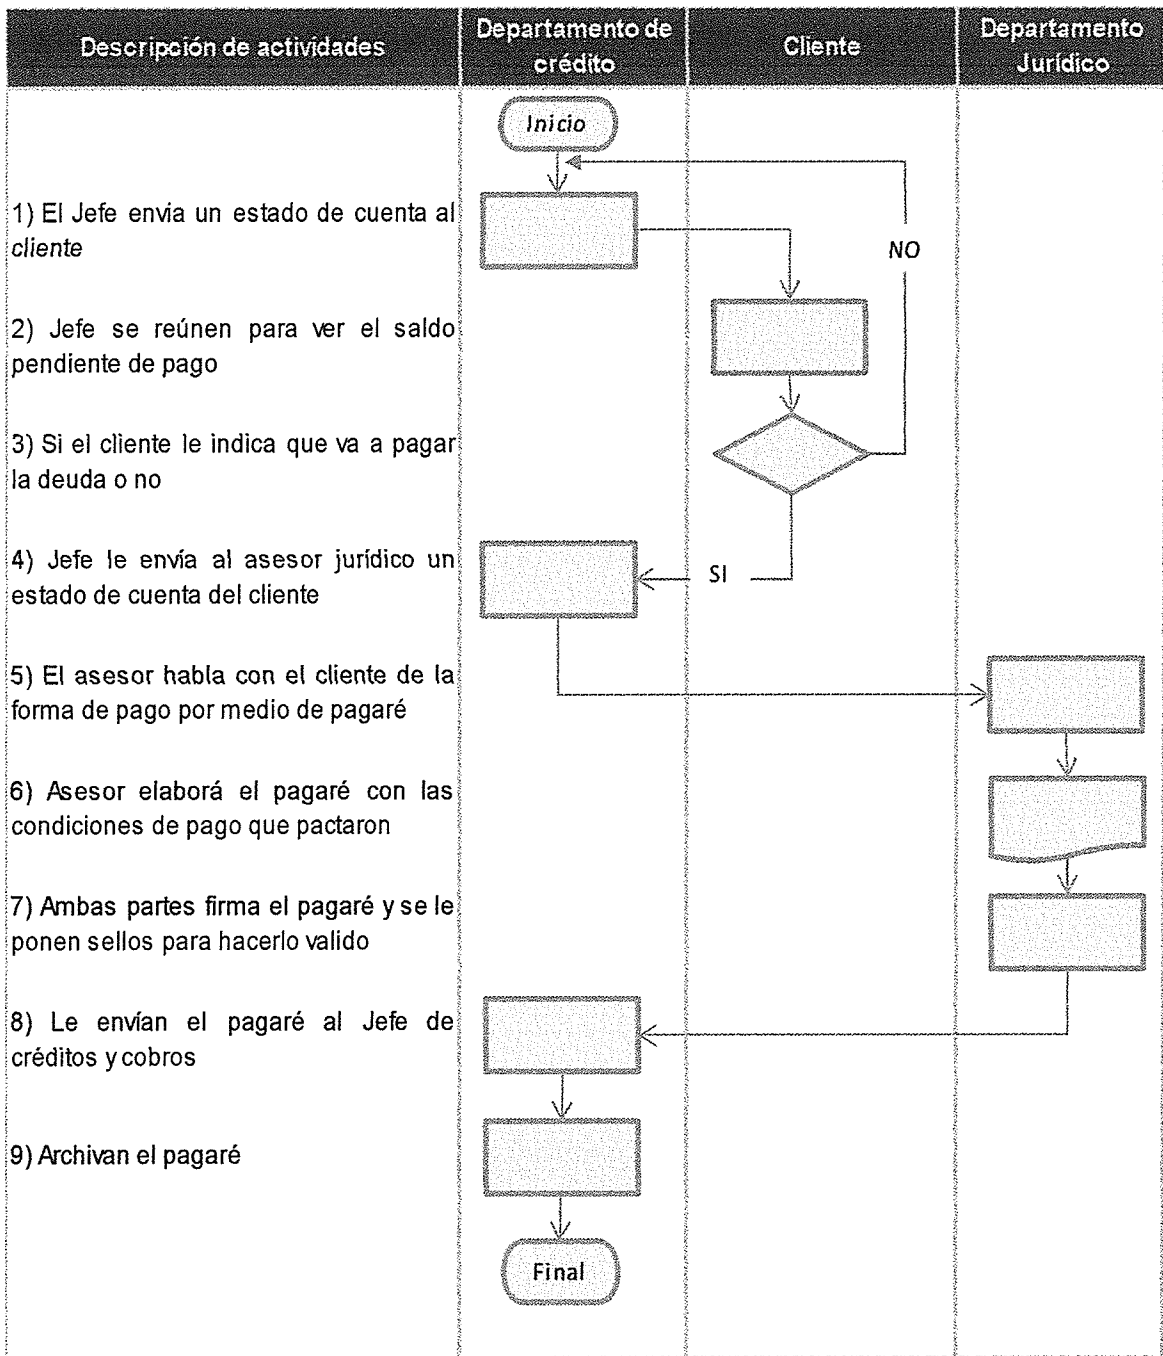 Descripción de actividades
Departamento de
crédito
Cliente
Departamento
Jurídico
Inicio
1) El Jefe envía un estado de cuenta al
cliente
NO
2) Jefe se reúnen para ver el saldo
pendiente de pago
3) Si el cliente le indica que va a pagar
la deuda o no
4) Jefe le envía al asesor jurídico un
estado de cuenta del cliente
SI
5) El asesor habla con el cliente de la
forma de pago por medio de pagaré
6) Asesor elaborá el pagaré con las
condiciones de pago que pactaron
7) Ambas partes firma el pagaré y se le
ponen sellos para hacerlo valido
8) Le envían el pagaré al Jefe de
créditos y cobros
9) Archivan el pagaré
Final